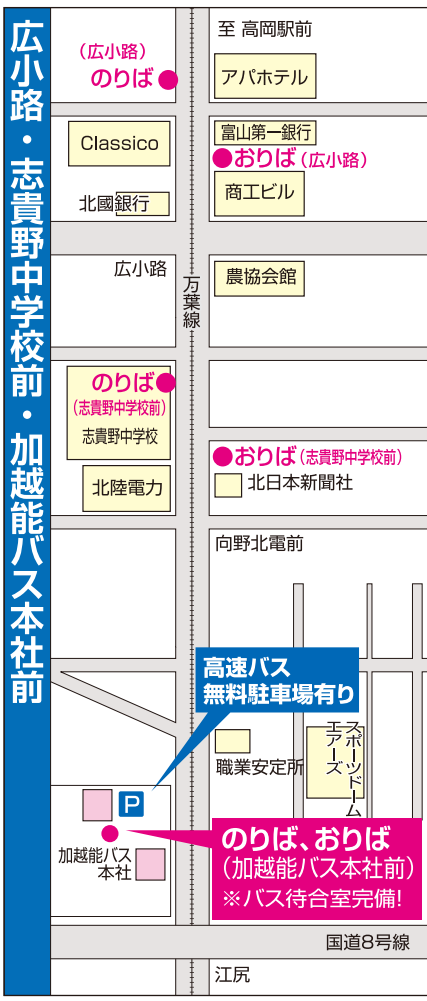 広小路・志貴野中学校前・加越能バス本社前
至 高岡駅前
(広小路)
のりば
アパホテル
Classico
富山第一銀行
おりば(広小路)
北國銀行
商工ビル
広小路
万葉線
農協会館
のりば
(志貴野中学校前)
志貴野中学校
おりば(志貴野中学校前)
北陸電力
北日本新聞社
向野北電前
高速バス
無料駐車場有り
職業安定所
スポーツドーム
エアーズ
P
加越能バス
本社
のりば、おりば
(加越能バス本社前)
※バス待合室完備!
国道8号線
江尻